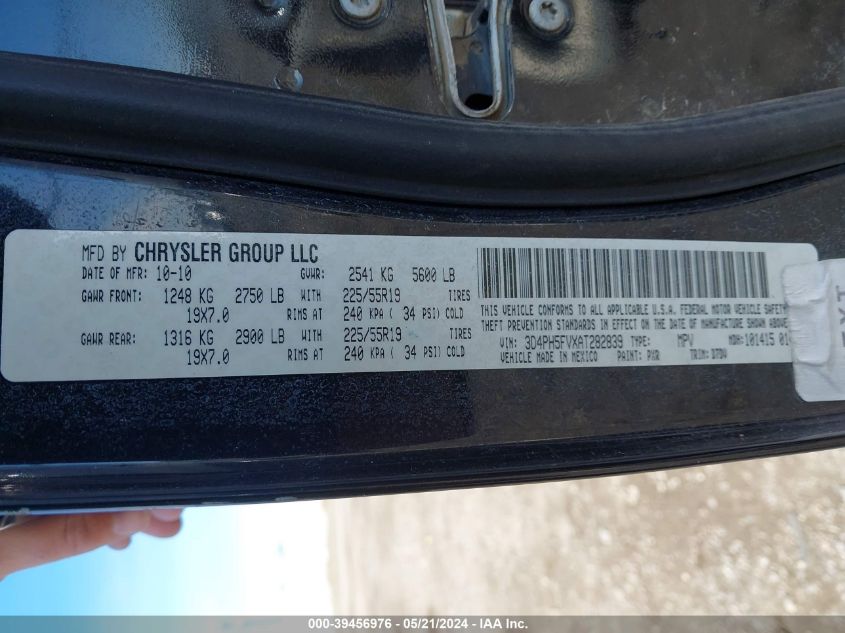 MFD BY CHRYSLER GROUP LLC
DATE OF MFR: 10-10 GVWR: 2541 KG 5600 LB
GAWR FRONT: 1248 KG 2750 LB WITH 225/55R19 TIRES
19X7.0 RIMS AT 240 KPA ( 34 PSI) COLD
GAWR REAR: 1316 KG 2900 LB WITH 225/55R19 TIRES
19X7.0 RIMS AT 240 KPA ( 34 PSI) COLD
THIS VEHICLE CONFORMS TO ALL APPLICABLE U.S.A. FEDERAL MOTOR VEHICLE SAFETY
THEFT PREVENTION STANDARDS IN EFFECT ON THE DATE OF MANUFACTURE SHOWN ABOVE
VIN: 3D4PH5FVXAT282839 TYPE: MPV MDH: 101415
VEHICLE MADE IN MEXICO PAINT: PXR TRIM: D7DV
EXT
000-39456976 - 05/21/2024 - IAA Inc.